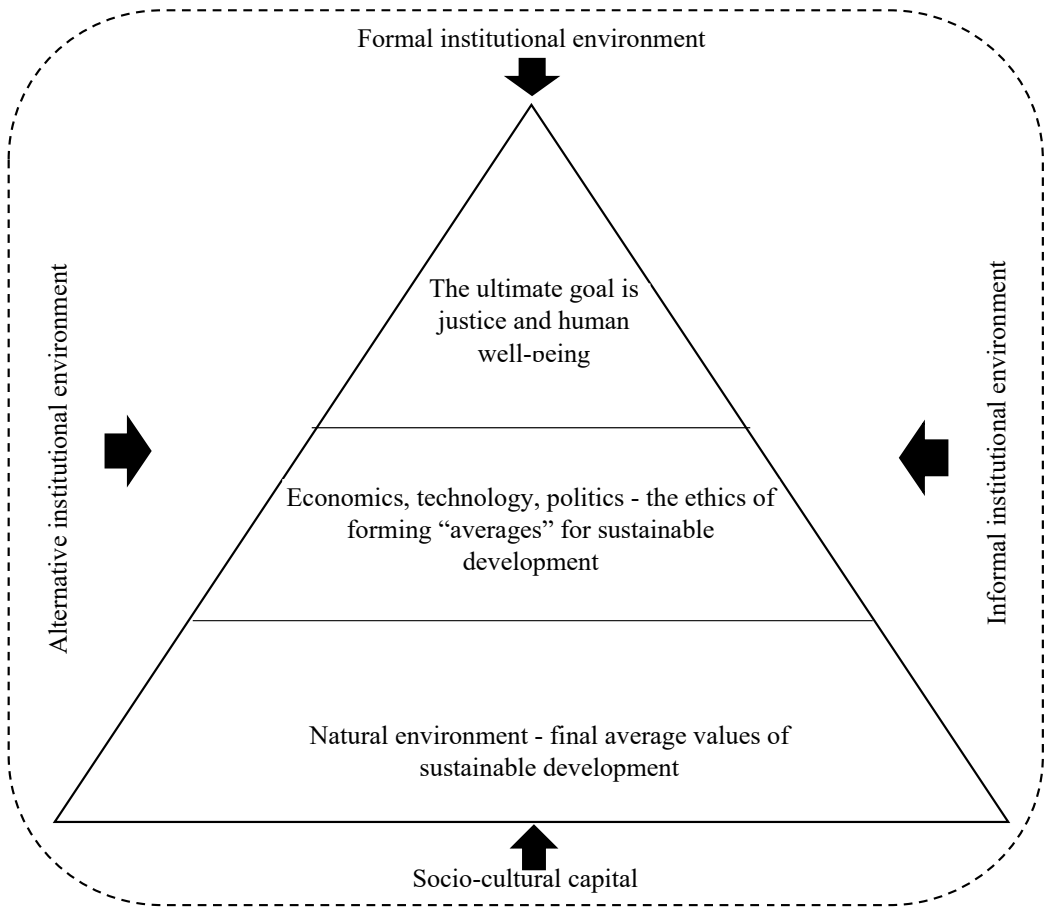 Formal institutional environment
The ultimate goal is
justice and human
well-being
Alternative institutional environment
Informal institutional environment
Economics, technology, politics - the ethics of
forming “averages” for sustainable
development
Natural environment - final average values of
sustainable development
Socio-cultural capital